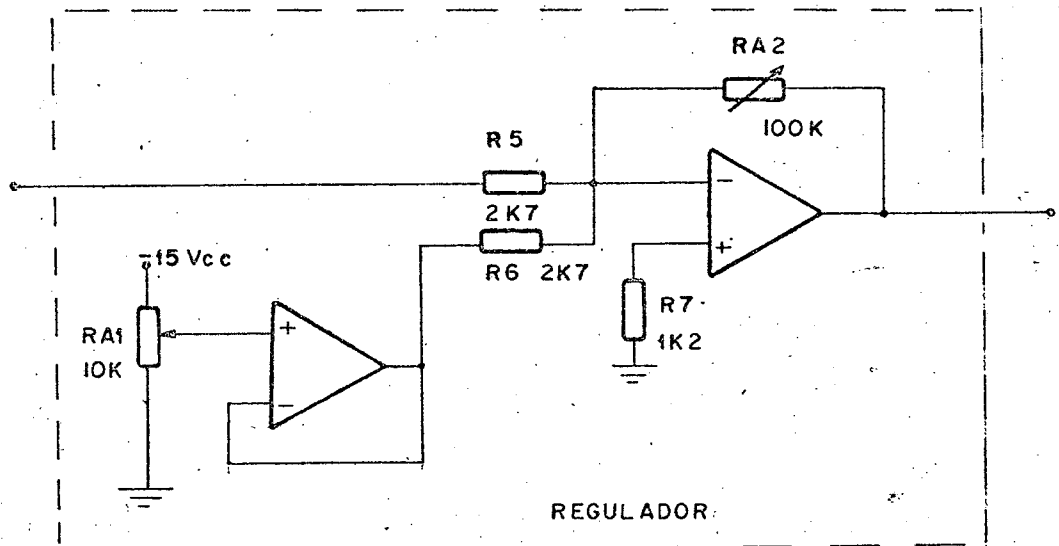 RA2
100K
R5
2K7
R6 2K7
-15 Vcc
RA1
10K
+
-
-
+
R7
1K2
REGULADOR